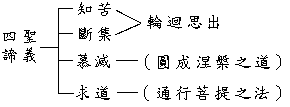 四聖諦義
知苦
斷集
輪迴思出
慕滅—（圓成涅槃之道）
求道—（通行菩提之法）